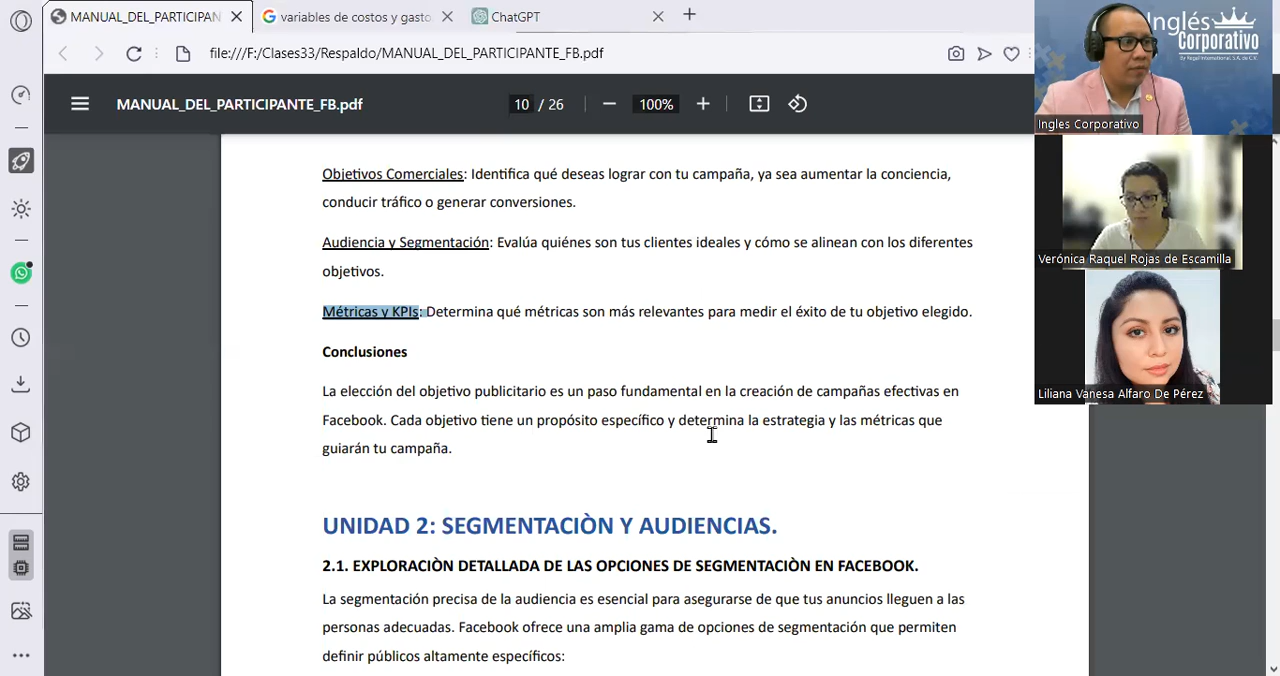 MANUAL_DEL_PARTICIPAN
variables de costos y gasto
ChatGPT
file:///F:/Clases33/Respaldo/MANUAL_DEL_PARTICIPANTE_FB.pdf
MANUAL_DEL_PARTICIPANTE_FB.pdf
10 / 26
100%
Objetivos Comerciales: Identifica qué deseas lograr con tu campaña, ya sea aumentar la conciencia,
conducir tráfico o generar conversiones.
Audiencia y Segmentación: Evalúa quiénes son tus clientes ideales y cómo se alinean con los diferentes
objetivos.
Métricas y KPIs: Determina qué métricas son más relevantes para medir el éxito de tu objetivo elegido.
Conclusiones
La elección del objetivo publicitario es un paso fundamental en la creación de campañas efectivas en
Facebook. Cada objetivo tiene un propósito específico y determina la estrategia y las métricas que
guiarán tu campaña.
UNIDAD 2: SEGMENTACIÒN Y AUDIENCIAS.
2.1. EXPLORACIÒN DETALLADA DE LAS OPCIONES DE SEGMENTACIÒN EN FACEBOOK.
La segmentación precisa de la audiencia es esencial para asegurarse de que tus anuncios lleguen a las
personas adecuadas. Facebook ofrece una amplia gama de opciones de segmentación que permiten
definir públicos altamente específicos:
Inglés
Corporativo
By Regal International, S.A. de C.V.
Ingles Corporativo
Verónica Raquel Rojas de Escamilla
Liliana Vanesa Alfaro De Pérez